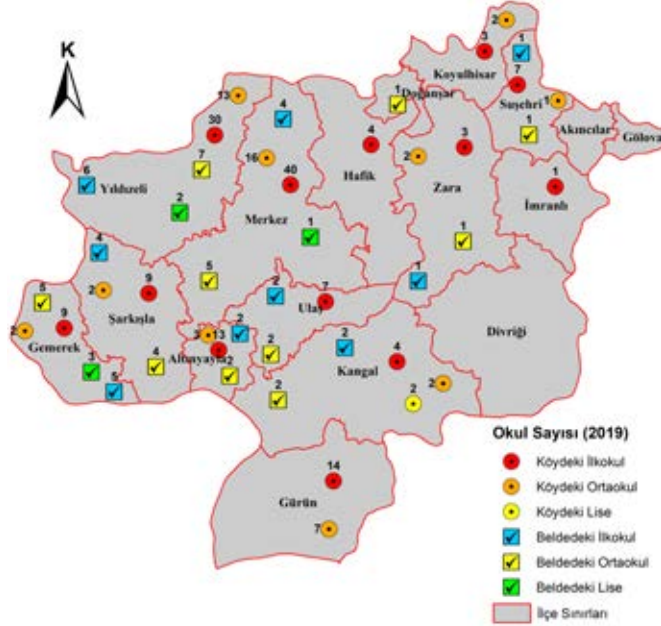 K
2
3
1
Koyulhisar
7
1
Doğanşar
Suşehri
1
1
Akıncılar
Gölova
13
30
4
4
3
16
2
40
Hafik
Zara
1
İmranlı
7
6
Yıldızeli
2
Merkez
1
1
4
5
1
9
2
2
7
5
Şarkışla
Ulaş
9
2
3
13
2
2
Divriği
2
Gemerek
Altınyayla
2
4
3
4
2
Kangal
5
2
2
2
14
Gürün
7
Okul Sayısı (2019)
Köydeki İlkokul
Köydeki Ortaokul
Köydeki Lise
Beldedeki İlkokul
Beldedeki Ortaokul
Beldedeki Lise
İlçe Sınırları